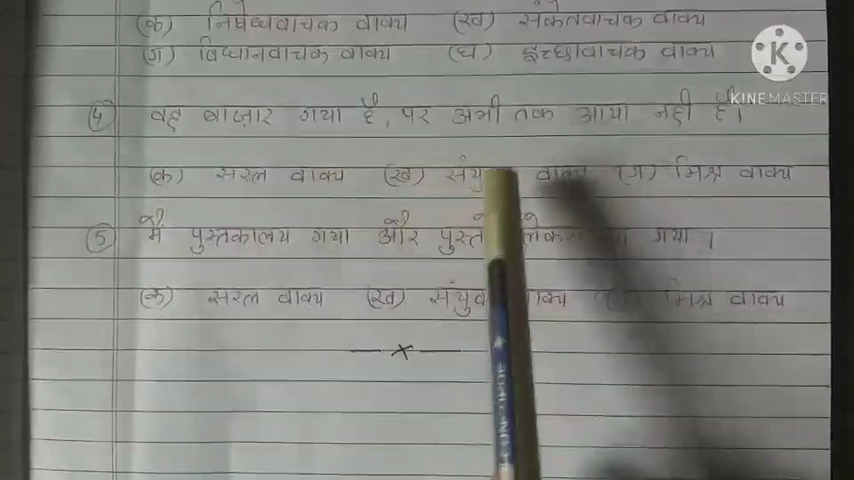 (क) निषेधवाचक वाक्य (ख) संकेतवाचक वाक्य
(ग) विधानवाचक वाक्य (घ) इच्छावाचक वाक्य
K
KINEMASTER
4 वह बाज़ार गया है, पर अभी तक आया नही है।
(क) सरल वाक्य (ख) वाक्य (ग) मिश्र वाक्य
5 मैं पुस्तकालय गया और गया ।
(क) सरल वाक्य (ख) वाक्य मिश्र वाक्य